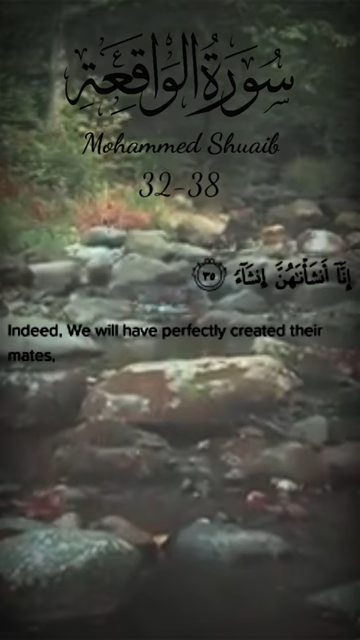 سُورَةُ الوَاقِعَةِ
Mohammed Shuaib
32-38
إِنَّآ أَنشَأْنَٰهُنَّ إِنشَآءً ٣٥
Indeed, We will have perfectly created their
mates,